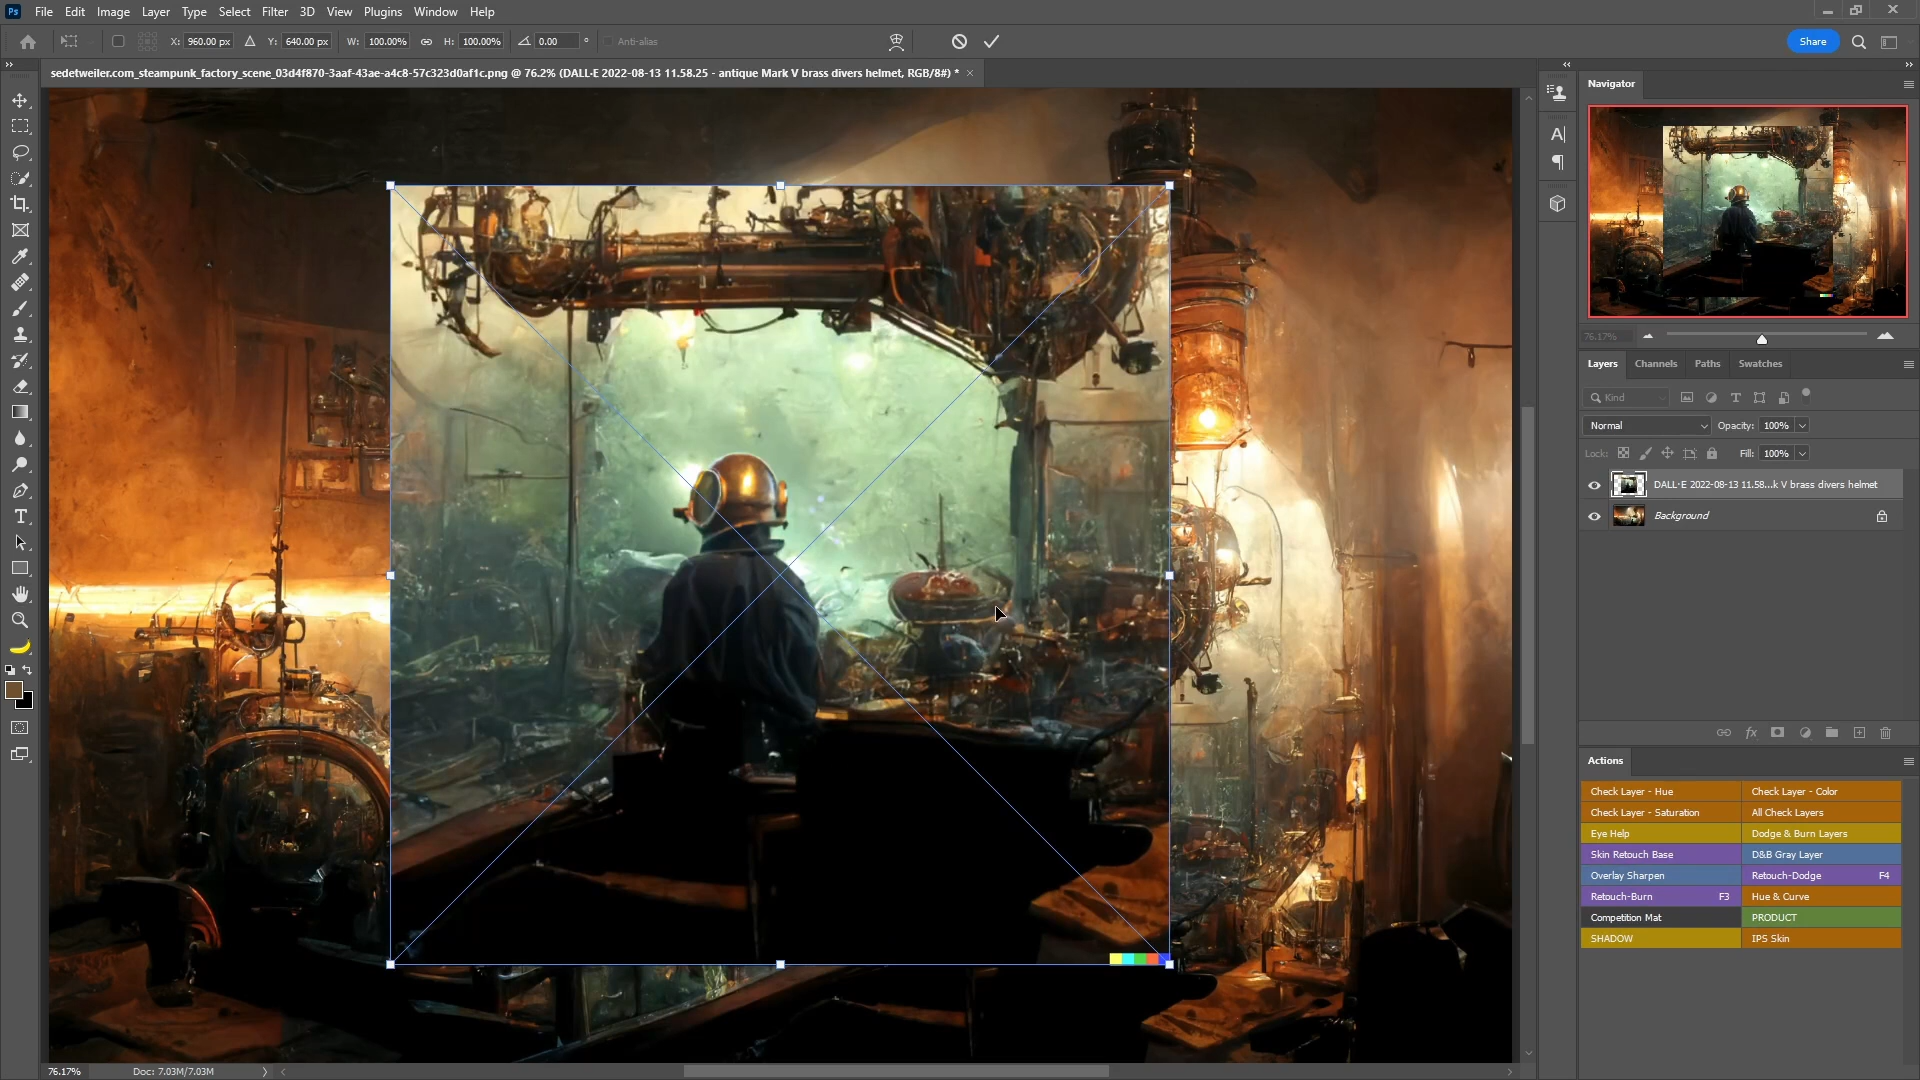 Ps File Edit Image Layer Type Select Filter 3D View Plugins Window Help
X: 960.00 px Y: 640.00 px W: 100.00% H: 100.00% 0.00 ° Anti-alias Share
sedetweiler.com_steampunk_factory_scene_03d4f870-3aaf-43ae-a4c8-57c323d0af1c.png @ 76.2% (DALL·E 2022-08-13 11.58.25 - antique Mark V brass divers helmet, RGB/8#) *
Navigator
76.17%
Layers Channels Paths Swatches
Kind
Normal Opacity: 100%
Lock: Fill: 100%
DALL·E 2022-08-13 11.58...k V brass divers helmet
Background
Actions
Check Layer - Hue Check Layer - Color
Check Layer - Saturation All Check Layers
Eye Help Dodge & Burn Layers
Skin Retouch Base D&B Gray Layer
Overlay Sharpen Retouch-Dodge F4
Retouch-Burn F3 Hue & Curve
Competition Mat PRODUCT
SHADOW IPS Skin
76.17% Doc: 7.03M/7.03M